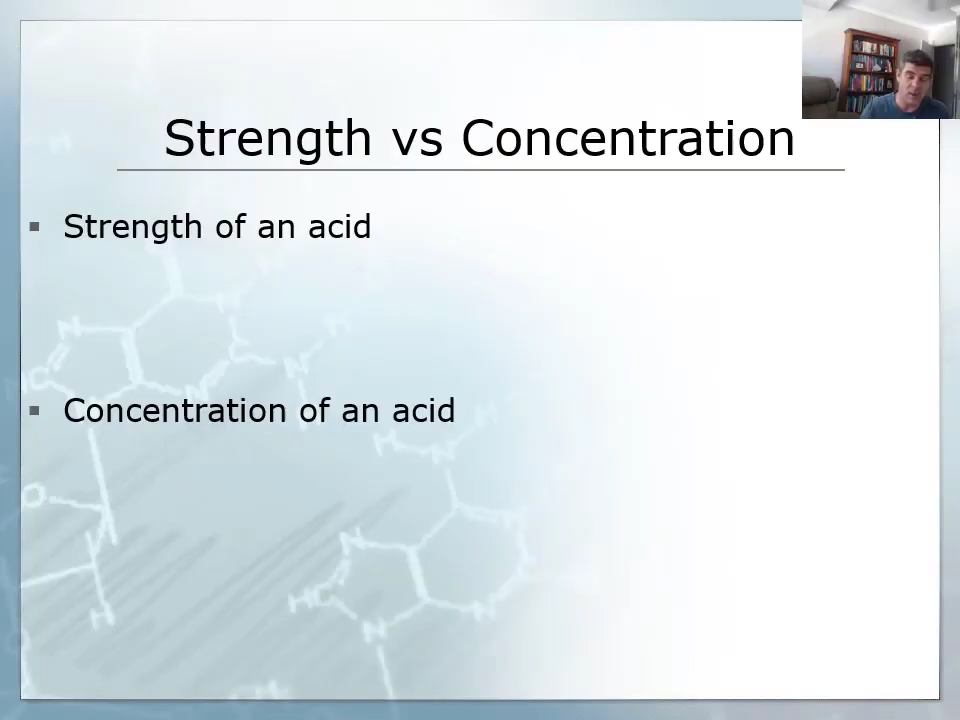 Strength vs Concentration
Strength of an acid
Concentration of an acid